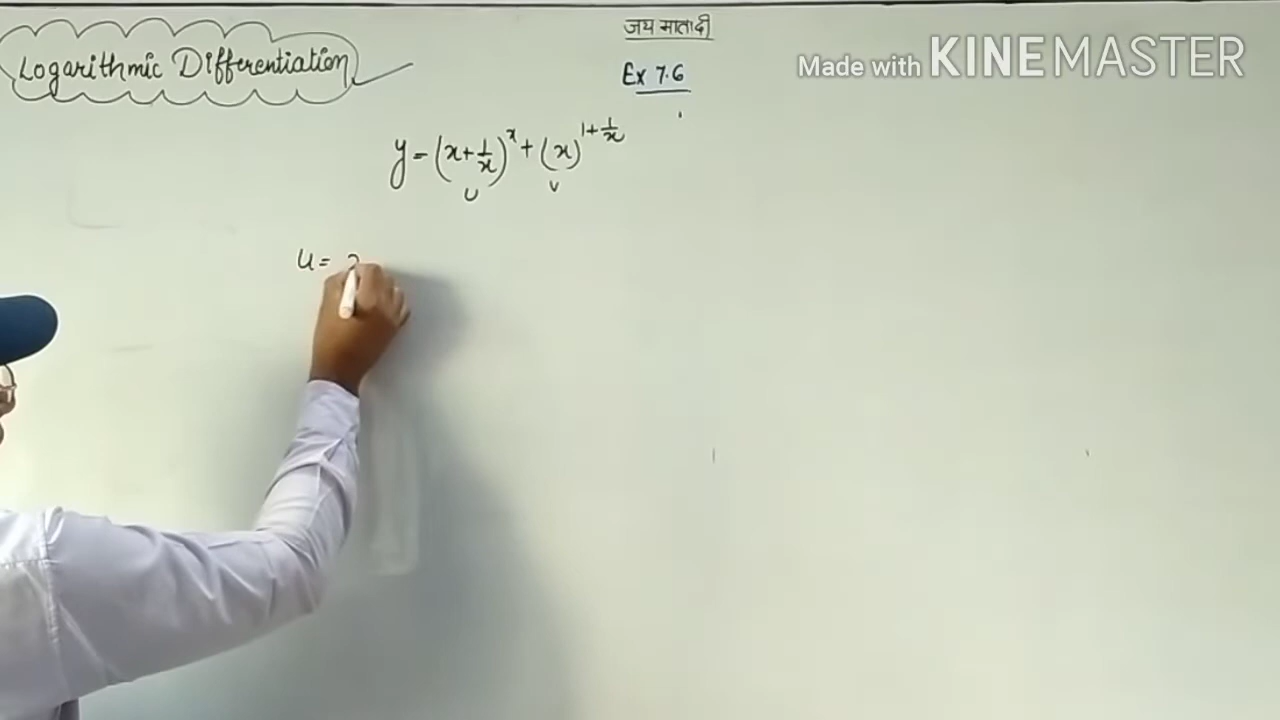 जय माता दी
Made with KINEMASTER
Logarithmic Differentiation
Ex 7.6
y = (x + 1/x)^x + (x)^(1 + 1/x)
U V
U =